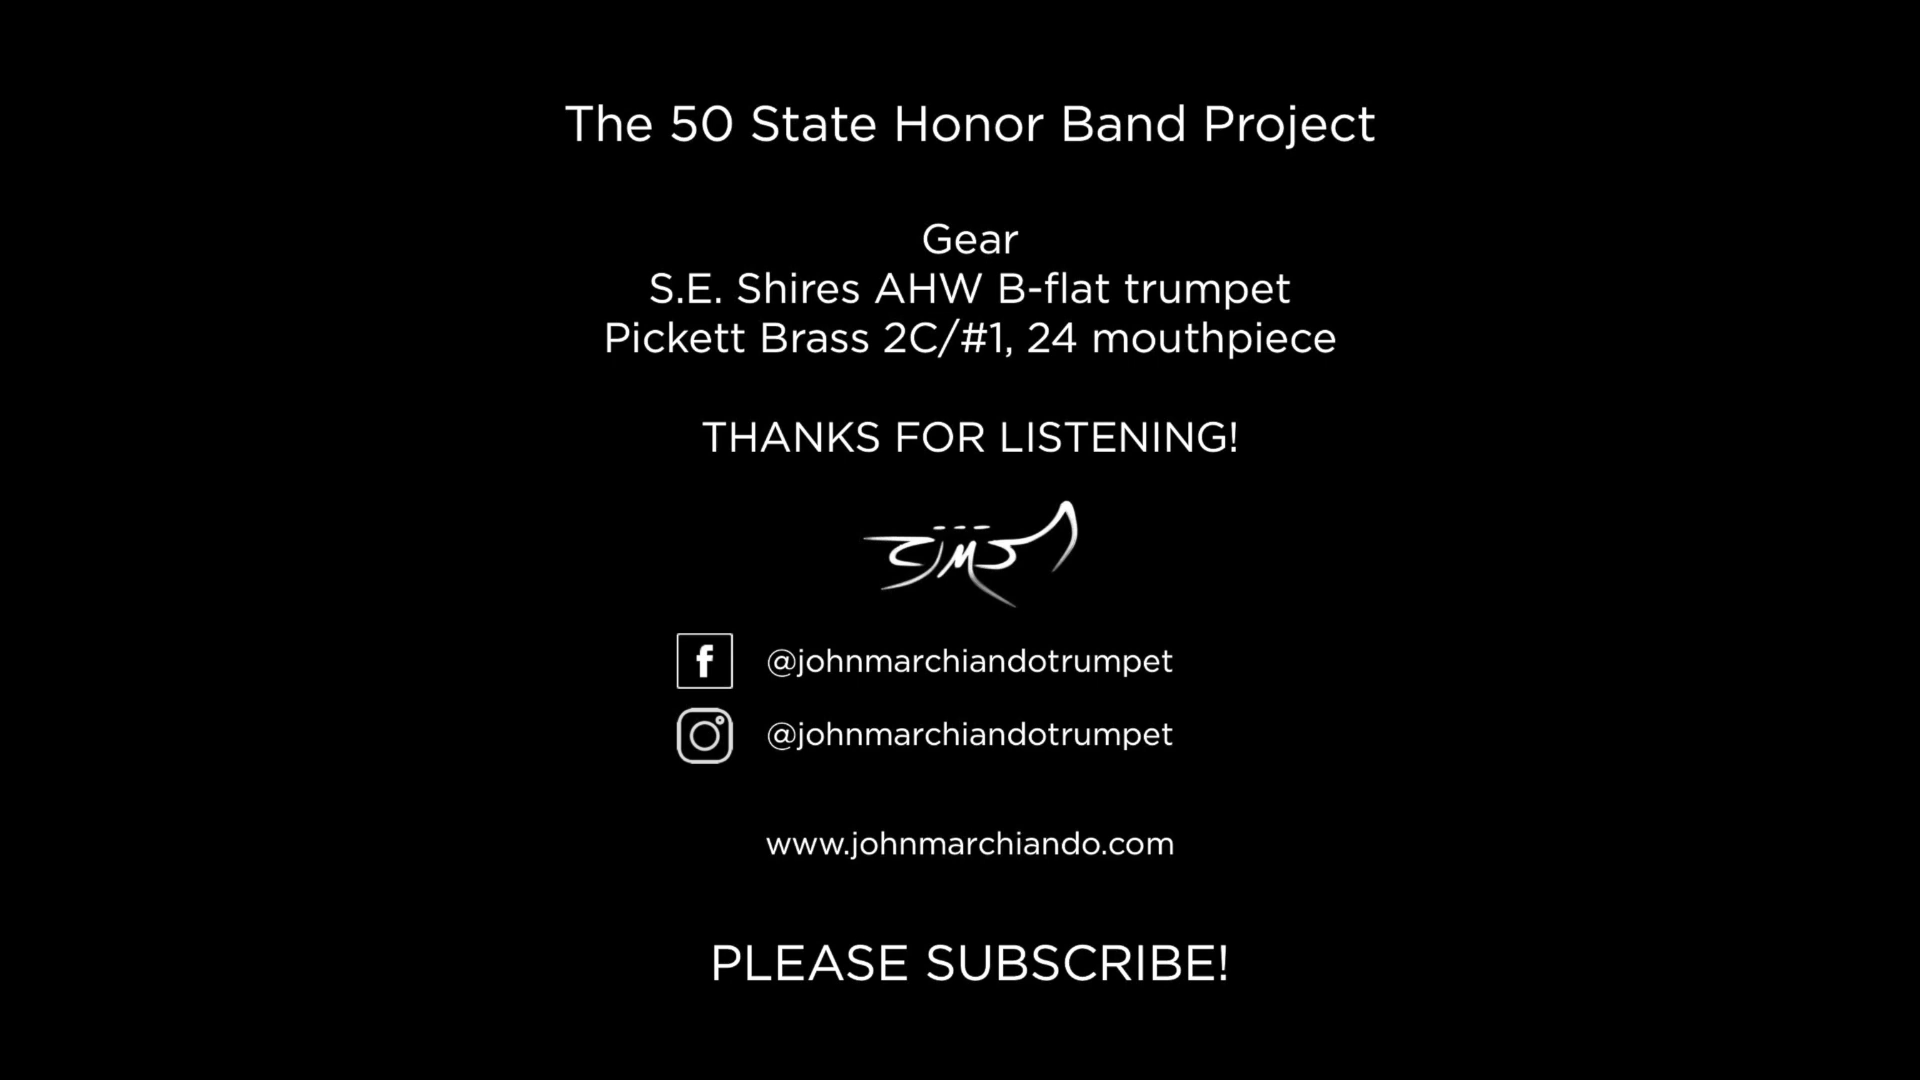 The 50 State Honor Band Project
Gear
S.E. Shires AHW B-flat trumpet
Pickett Brass 2C/#1, 24 mouthpiece
THANKS FOR LISTENING!
@johnmarchiandotrumpet
@johnmarchiandotrumpet
www.johnmarchiando.com
PLEASE SUBSCRIBE!